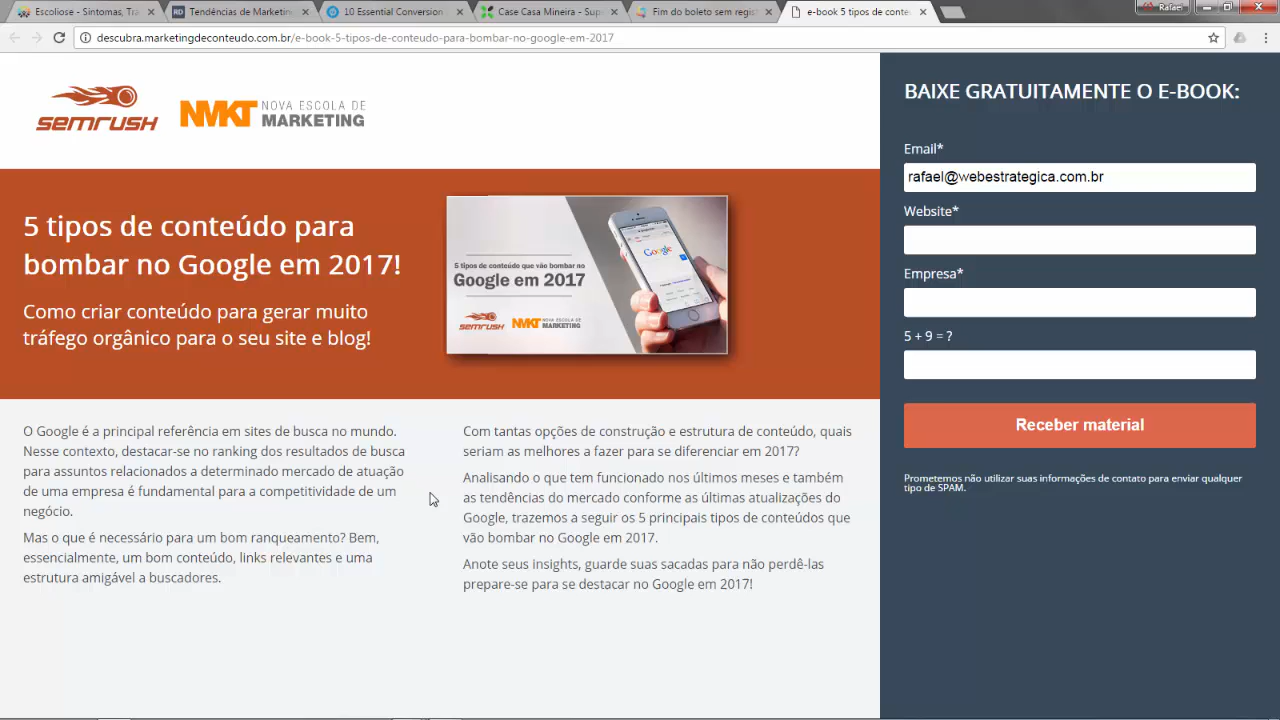 Escoliose - Sintomas, Tra
Tendências de Marketing
10 Essential Conversion
Case Casa Mineira - Sup
Fim do boleto sem regis
e-book 5 tipos de conte
Rafael
descubra.marketingdeconteudo.com.br/e-book-5-tipos-de-conteudo-para-bombar-no-google-em-2017
semrush
NMKT NOVA ESCOLA DE
MARKETING
5 tipos de conteúdo para
bombar no Google em 2017!
Como criar conteúdo para gerar muito
tráfego orgânico para o seu site e blog!
5 tipos de conteúdo que vão bombar no
Google em 2017
semrush
NMKT NOVA ESCOLA DE
MARKETING
Google
O Google é a principal referência em sites de busca no mundo.
Nesse contexto, destacar-se no ranking dos resultados de busca
para assuntos relacionados a determinado mercado de atuação
de uma empresa é fundamental para a competitividade de um
negócio.
Mas o que é necessário para um bom ranqueamento? Bem,
essencialmente, um bom conteúdo, links relevantes e uma
estrutura amigável a buscadores.
Com tantas opções de construção e estrutura de conteúdo, quais
seriam as melhores a fazer para se diferenciar em 2017?
Analisando o que tem funcionado nos últimos meses e também
as tendências do mercado conforme as últimas atualizações do
Google, trazemos a seguir os 5 principais tipos de conteúdos que
vão bombar no Google em 2017.
Anote seus insights, guarde suas sacadas para não perdê-las
prepare-se para se destacar no Google em 2017!
BAIXE GRATUITAMENTE O E-BOOK:
Email*
rafael@webestrategica.com.br
Website*
Empresa*
5 + 9 = ?
Receber material
Prometemos não utilizar suas informações de contato para enviar qualquer
tipo de SPAM.